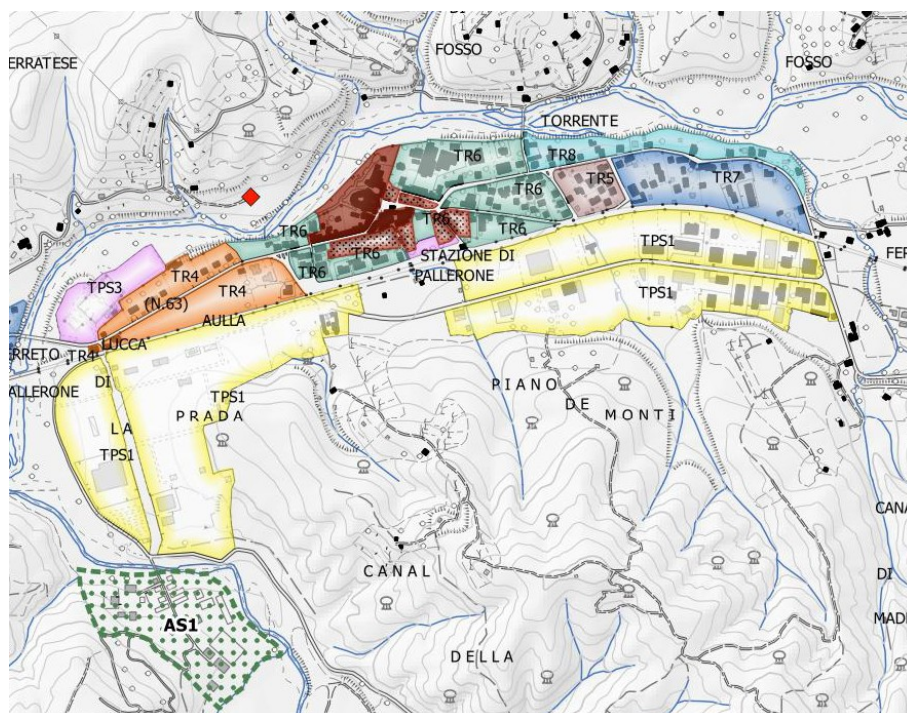 DI
FOSSO
FOSSO
ERRATESE
TORRENTE
TR6
TR8
TR6
TR5
TR7
TR6
TR6
TR6
TR6
TR6
STAZIONE DI
PALLERONE
TPS1
TPS1
TPS3
TR4
(N.63)
TR4
AULLA
LUCCA
TR4
ERRETO
ALLERONE
DI
LA
PRADA
TPS1
TPS1
PIANO
DE MONTI
FER
CANAL
DELLA
CANA
DI
MADI
AS1